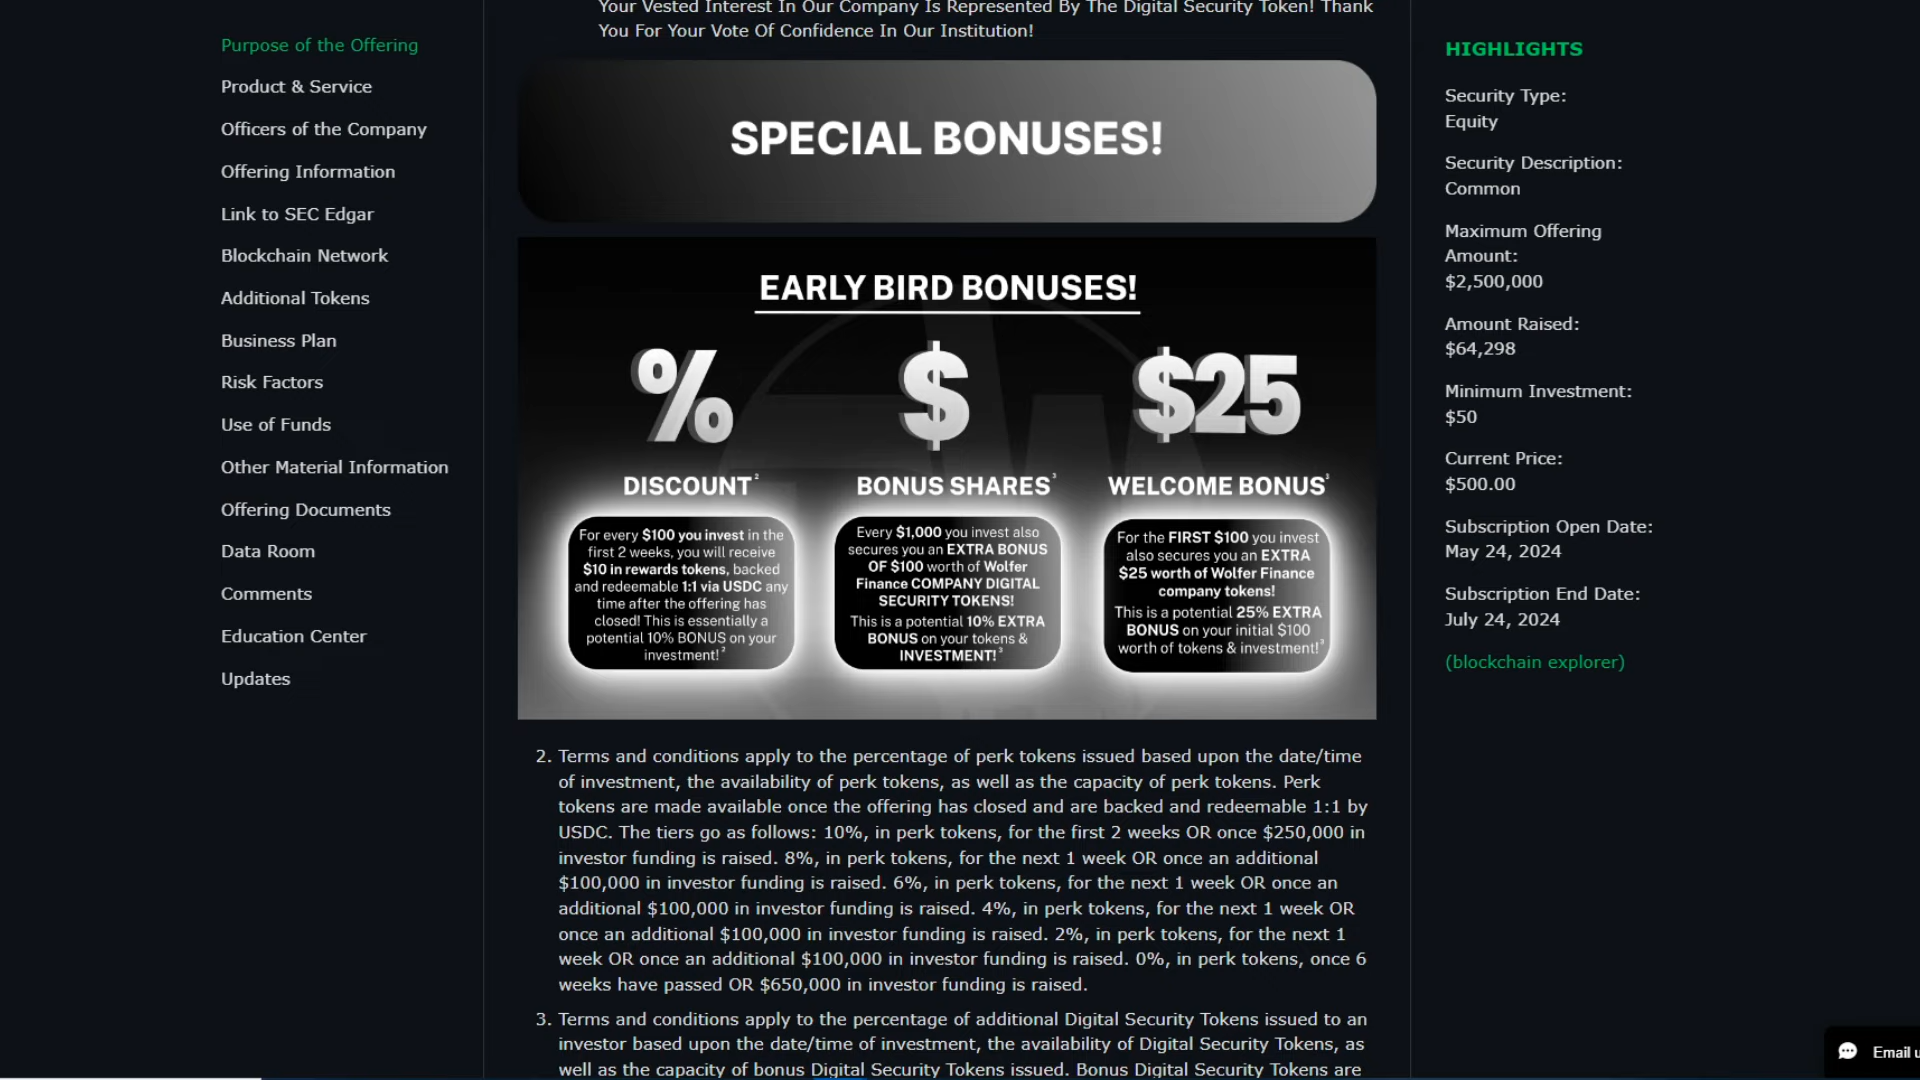 Your Vested Interest In Our Company Is Represented By The Digital Security Token! Thank
You For Your Vote Of Confidence In Our Institution!
Purpose of the Offering
Product & Service
Officers of the Company
Offering Information
Link to SEC Edgar
Blockchain Network
Additional Tokens
Business Plan
Risk Factors
Use of Funds
Other Material Information
Offering Documents
Data Room
Comments
Education Center
Updates
SPECIAL BONUSES!
EARLY BIRD BONUSES!
%
DISCOUNT²
For every $100 you invest in the
first 2 weeks, you will receive
$10 in rewards tokens, backed
and redeemable 1:1 via USDC any
time after the offering has
closed! This is essentially a
potential 10% BONUS on your
investment!²
$
BONUS SHARES³
Every $1,000 you invest also
secures you an EXTRA BONUS
OF $100 worth of Wolfer
Finance COMPANY DIGITAL
SECURITY TOKENS!
This is a potential 10% EXTRA
BONUS on your tokens &
INVESTMENT!³
$25
WELCOME BONUS³
For the FIRST $100 you invest
also secures you an EXTRA
$25 worth of Wolfer Finance
company tokens!
This is a potential 25% EXTRA
BONUS on your initial $100
worth of tokens & investment!³
2. Terms and conditions apply to the percentage of perk tokens issued based upon the date/time
of investment, the availability of perk tokens, as well as the capacity of perk tokens. Perk
tokens are made available once the offering has closed and are backed and redeemable 1:1 by
USDC. The tiers go as follows: 10%, in perk tokens, for the first 2 weeks OR once $250,000 in
investor funding is raised. 8%, in perk tokens, for the next 1 week OR once an additional
$100,000 in investor funding is raised. 6%, in perk tokens, for the next 1 week OR once an
additional $100,000 in investor funding is raised. 4%, in perk tokens, for the next 1 week OR
once an additional $100,000 in investor funding is raised. 2%, in perk tokens, for the next 1
week OR once an additional $100,000 in investor funding is raised. 0%, in perk tokens, once 6
weeks have passed OR $650,000 in investor funding is raised.
3. Terms and conditions apply to the percentage of additional Digital Security Tokens issued to an
investor based upon the date/time of investment, the availability of Digital Security Tokens, as
well as the capacity of bonus Digital Security Tokens issued. Bonus Digital Security Tokens are
HIGHLIGHTS
Security Type:
Equity
Security Description:
Common
Maximum Offering
Amount:
$2,500,000
Amount Raised:
$64,298
Minimum Investment:
$50
Current Price:
$500.00
Subscription Open Date:
May 24, 2024
Subscription End Date:
July 24, 2024
(blockchain explorer)
Email